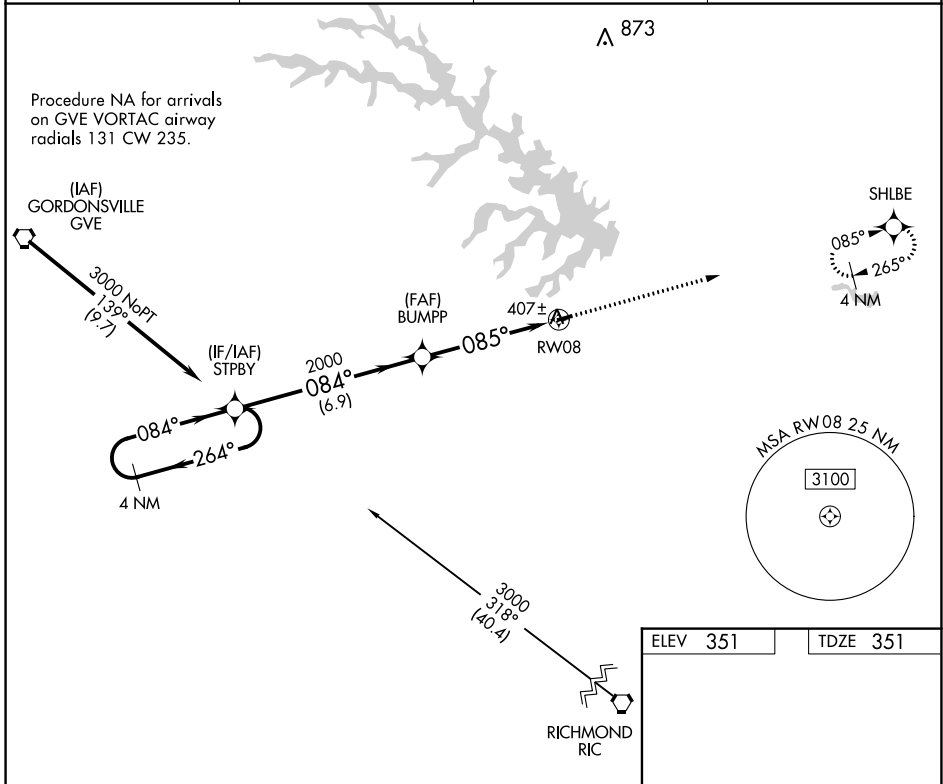 873
Procedure NA for arrivals
on GVE VORTAC airway
radials 131 CW 235.
(IAF)
GORDONSVILLE
GVE
3000 NoPT
139°
(9.7)
SHLBE
085°
265°
4 NM
(FAF)
BUMPP
407±
085°
RW08
(IF/IAF)
STPBY
2000
084°
(6.9)
084°
264°
4 NM
MSA RW08 25 NM
3100
3000
318°
(40.4)
RICHMOND
RIC
ELEV 351
TDZE 351